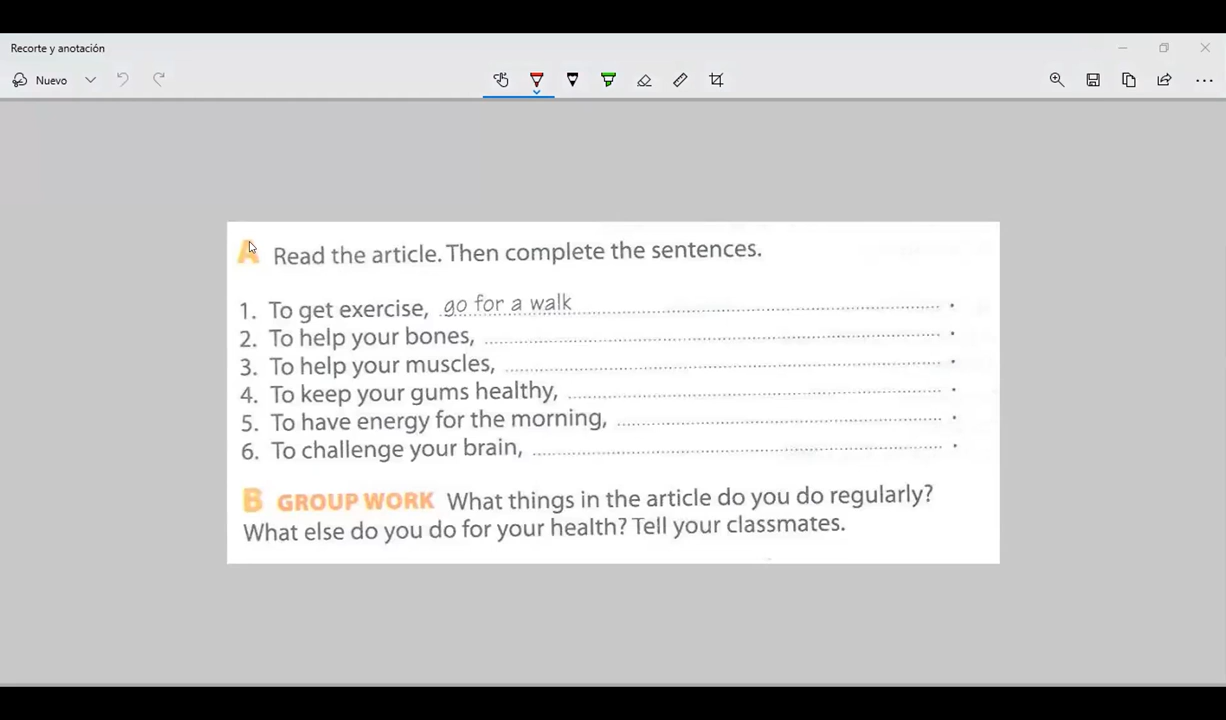 Recorte y anotación
Nuevo
A Read the article. Then complete the sentences.
1. To get exercise, go for a walk .
2. To help your bones, .
3. To help your muscles, .
4. To keep your gums healthy, .
5. To have energy for the morning, .
6. To challenge your brain, .
B GROUP WORK What things in the article do you do regularly?
What else do you do for your health? Tell your classmates.